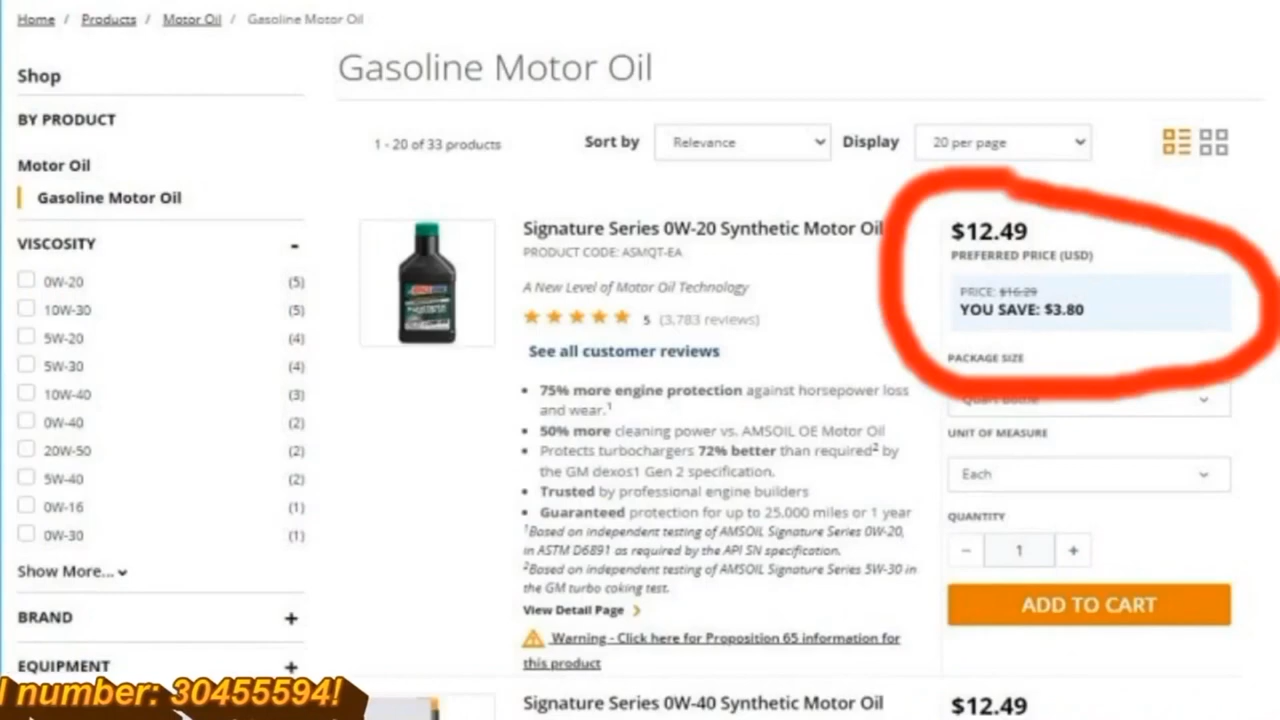 Home / Products / Motor Oil / Gasoline Motor Oil
Shop
Gasoline Motor Oil
BY PRODUCT
1 - 20 of 33 products
Sort by
Relevance
Display
20 per page
Motor Oil
Gasoline Motor Oil
VISCOSITY
-
0W-20 (5)
10W-30 (5)
5W-20 (4)
5W-30 (4)
10W-40 (3)
0W-40 (2)
20W-50 (2)
5W-40 (2)
0W-16 (1)
0W-30 (1)
Show More...
BRAND +
EQUIPMENT +
Signature Series 0W-20 Synthetic Motor Oil
PRODUCT CODE: ASMQT-EA
A New Level of Motor Oil Technology
5 (3,783 reviews)
See all customer reviews
• 75% more engine protection against horsepower loss
and wear.1
• 50% more cleaning power vs. AMSOIL OE Motor Oil
• Protects turbochargers 72% better than required2 by
the GM dexos1 Gen 2 specification.
• Trusted by professional engine builders
• Guaranteed protection for up to 25,000 miles or 1 year
1Based on independent testing of AMSOIL Signature Series 0W-20,
in ASTM D6891 as required by the API SN specification.
2Based on independent testing of AMSOIL Signature Series 5W-30 in
the GM turbo coking test.
View Detail Page
Warning - Click here for Proposition 65 information for
this product
$12.49
PREFERRED PRICE (USD)
PRICE: $16.29
YOU SAVE: $3.80
PACKAGE SIZE
Quart Bottle
UNIT OF MEASURE
Each
QUANTITY
- 1 +
ADD TO CART
Signature Series 0W-40 Synthetic Motor Oil
$12.49
number: 30455594!